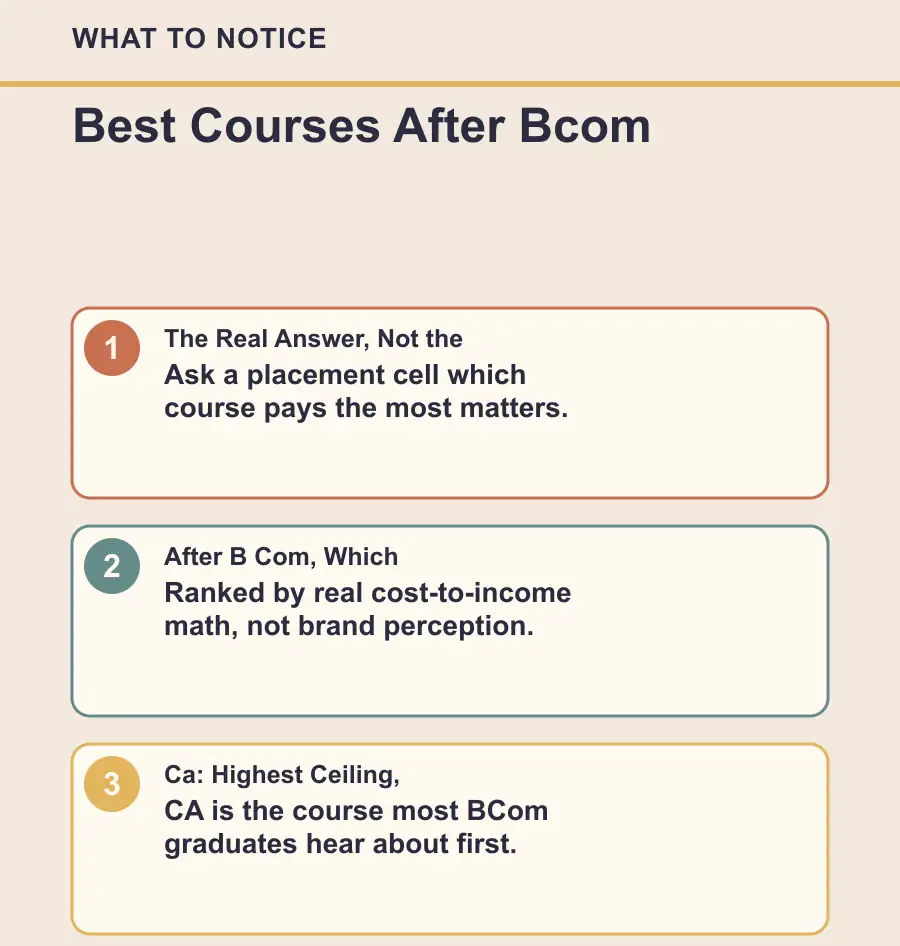 WHAT TO NOTICE
Best Courses After Bcom
1
The Real Answer, Not the
Ask a placement cell which
course pays the most matters.
2
After B Com, Which
Ranked by real cost-to-income
math, not brand perception.
3
Ca: Highest Ceiling,
CA is the course most BCom
graduates hear about first.